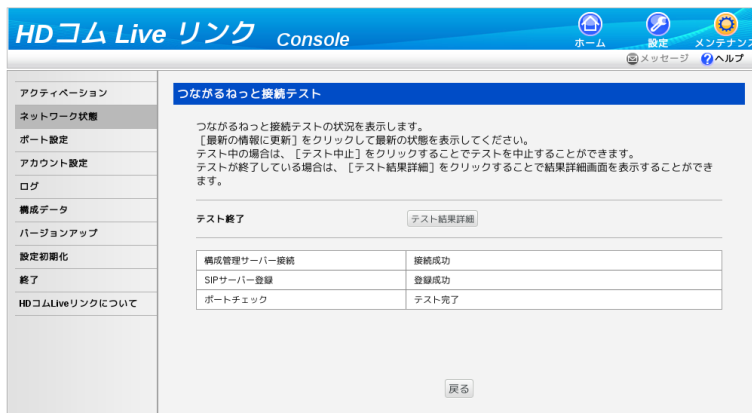 HDコム Live リンク Console
ホーム
設定
メンテナンス
メッセージ
ヘルプ
アクティベーション
ネットワーク状態
ポート設定
アカウント設定
ログ
構成データ
バージョンアップ
設定初期化
終了
HDコムLiveリンクについて
つながるねっと接続テスト
つながるねっと接続テストの状況を表示します。
［最新の情報に更新］をクリックして最新の状態を表示してください。
テスト中の場合は、［テスト中止］をクリックすることでテストを中止することができます。
テストが終了している場合は、［テスト結果詳細］をクリックすることで結果詳細画面を表示することができ
ます。
テスト終了 テスト結果詳細
構成管理サーバー接続 接続成功
SIPサーバー登録 登録成功
ポートチェック テスト完了
戻る